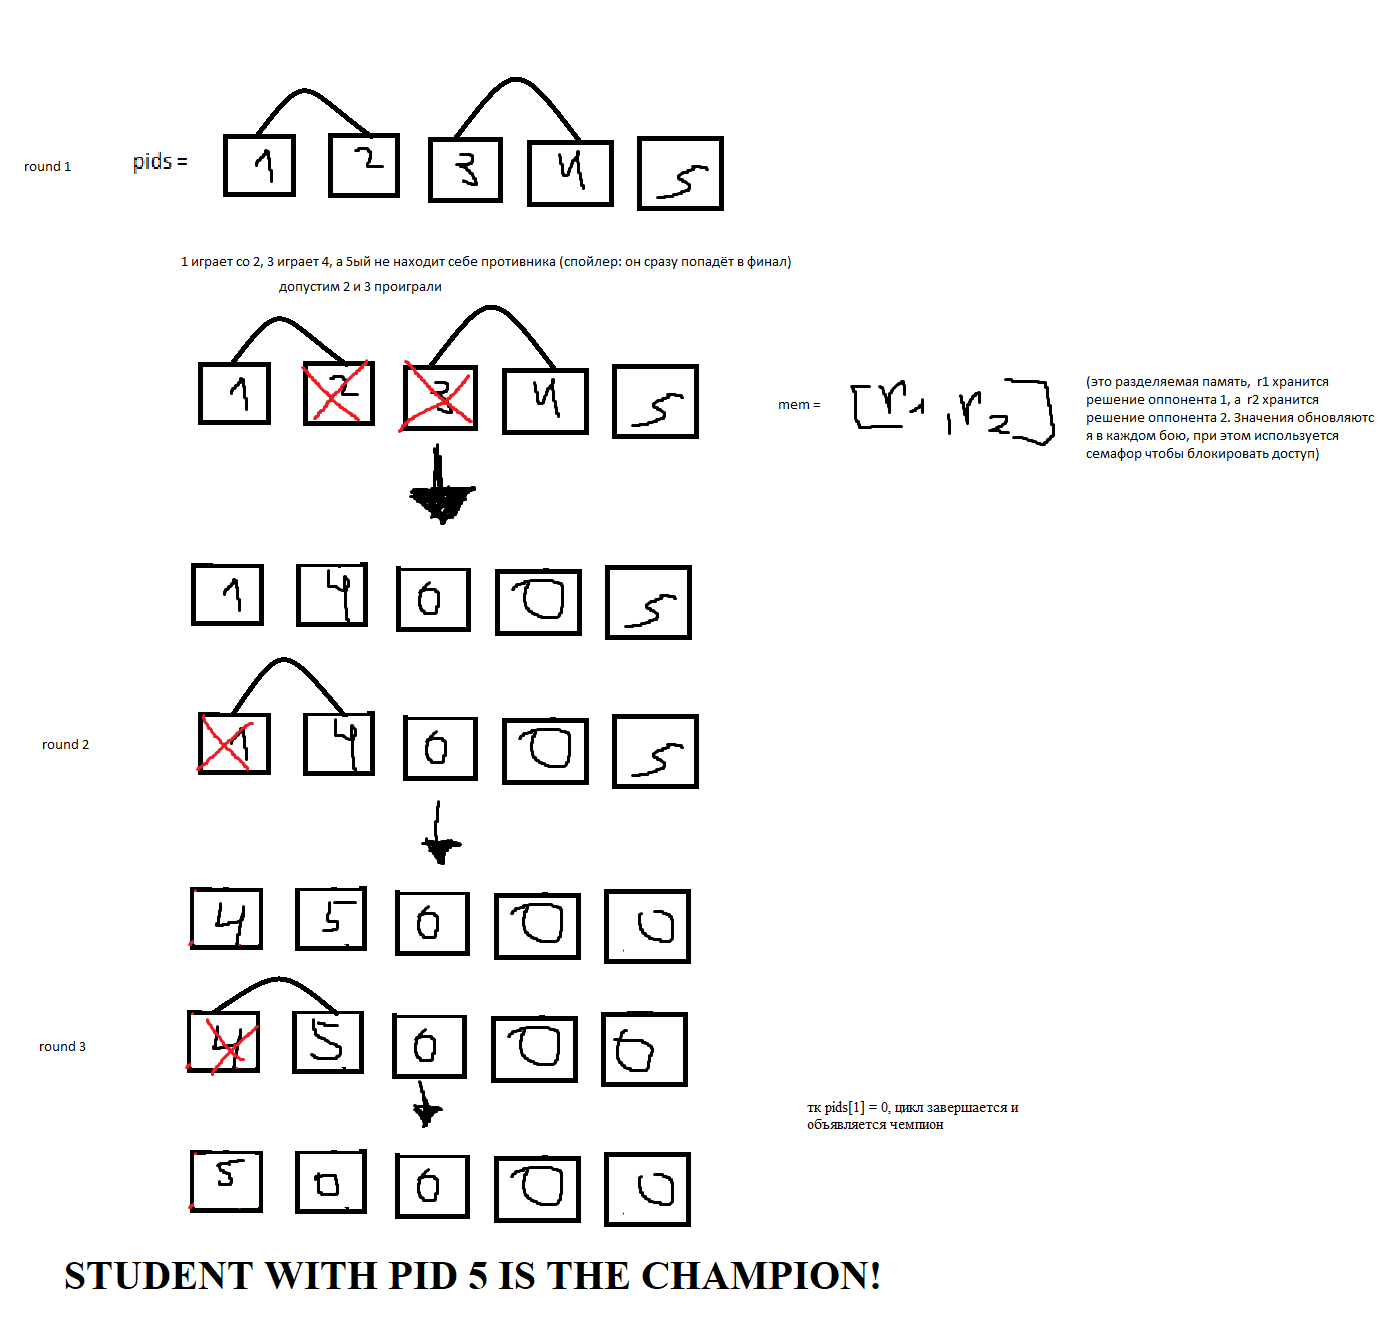 round 1 pids = 1 2 3 4 5
1 играет со 2, 3 играет 4, а 5ый не находит себе противника (спойлер: он сразу попадёт в финал)
допустим 2 и 3 проиграли
1 2 3 4 5
mem = [r1, r2]
(это разделяемая память,  r1 хранится
решение оппонента 1, а  r2 хранится
решение оппонента 2. Значения обновляютс
я в каждом бою, при этом используется
семафор чтобы блокировать доступ)
1 4 0 0 5
round 2 1 4 0 0 5
4 5 0 0 0
round 3 4 5 0 0 0
тк pids[1] = 0, цикл завершается и
объявляется чемпион
5 0 0 0 0
STUDENT WITH PID 5 IS THE CHAMPION!